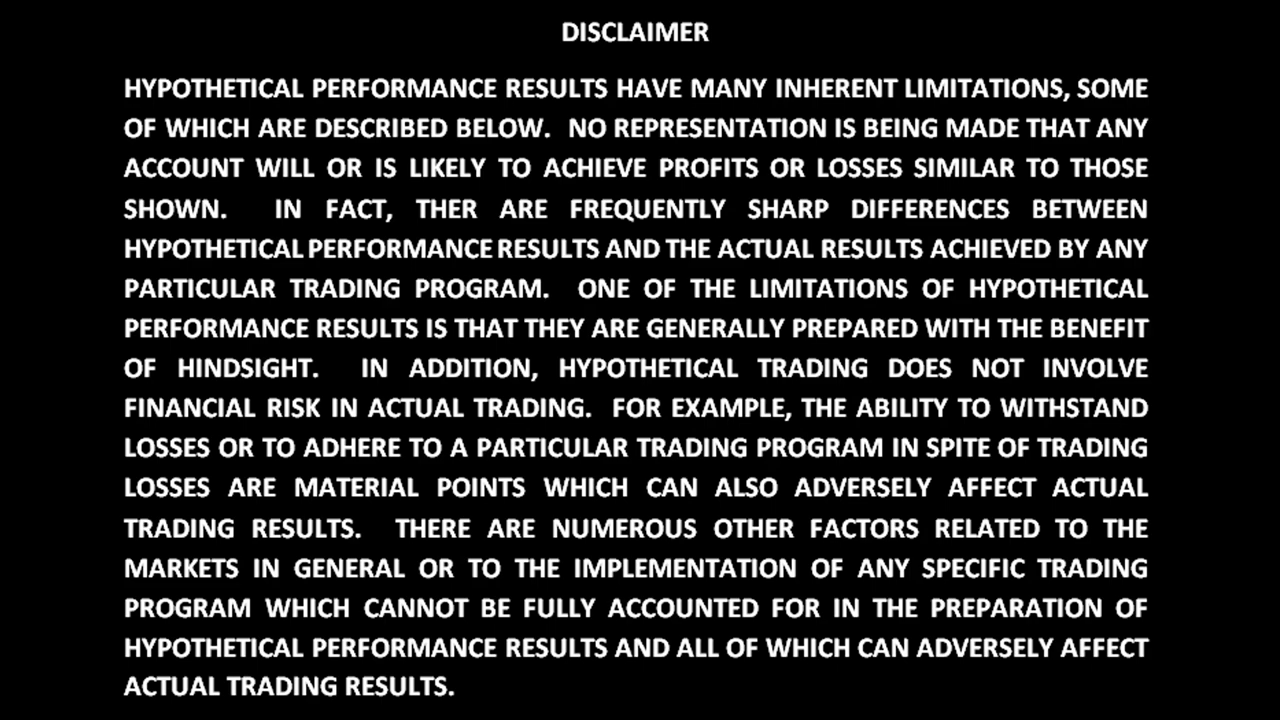 DISCLAIMER
HYPOTHETICAL PERFORMANCE RESULTS HAVE MANY INHERENT LIMITATIONS, SOME
OF WHICH ARE DESCRIBED BELOW. NO REPRESENTATION IS BEING MADE THAT ANY
ACCOUNT WILL OR IS LIKELY TO ACHIEVE PROFITS OR LOSSES SIMILAR TO THOSE
SHOWN. IN FACT, THER ARE FREQUENTLY SHARP DIFFERENCES BETWEEN
HYPOTHETICAL PERFORMANCE RESULTS AND THE ACTUAL RESULTS ACHIEVED BY ANY
PARTICULAR TRADING PROGRAM. ONE OF THE LIMITATIONS OF HYPOTHETICAL
PERFORMANCE RESULTS IS THAT THEY ARE GENERALLY PREPARED WITH THE BENEFIT
OF HINDSIGHT. IN ADDITION, HYPOTHETICAL TRADING DOES NOT INVOLVE
FINANCIAL RISK IN ACTUAL TRADING. FOR EXAMPLE, THE ABILITY TO WITHSTAND
LOSSES OR TO ADHERE TO A PARTICULAR TRADING PROGRAM IN SPITE OF TRADING
LOSSES ARE MATERIAL POINTS WHICH CAN ALSO ADVERSELY AFFECT ACTUAL
TRADING RESULTS. THERE ARE NUMEROUS OTHER FACTORS RELATED TO THE
MARKETS IN GENERAL OR TO THE IMPLEMENTATION OF ANY SPECIFIC TRADING
PROGRAM WHICH CANNOT BE FULLY ACCOUNTED FOR IN THE PREPARATION OF
HYPOTHETICAL PERFORMANCE RESULTS AND ALL OF WHICH CAN ADVERSELY AFFECT
ACTUAL TRADING RESULTS.